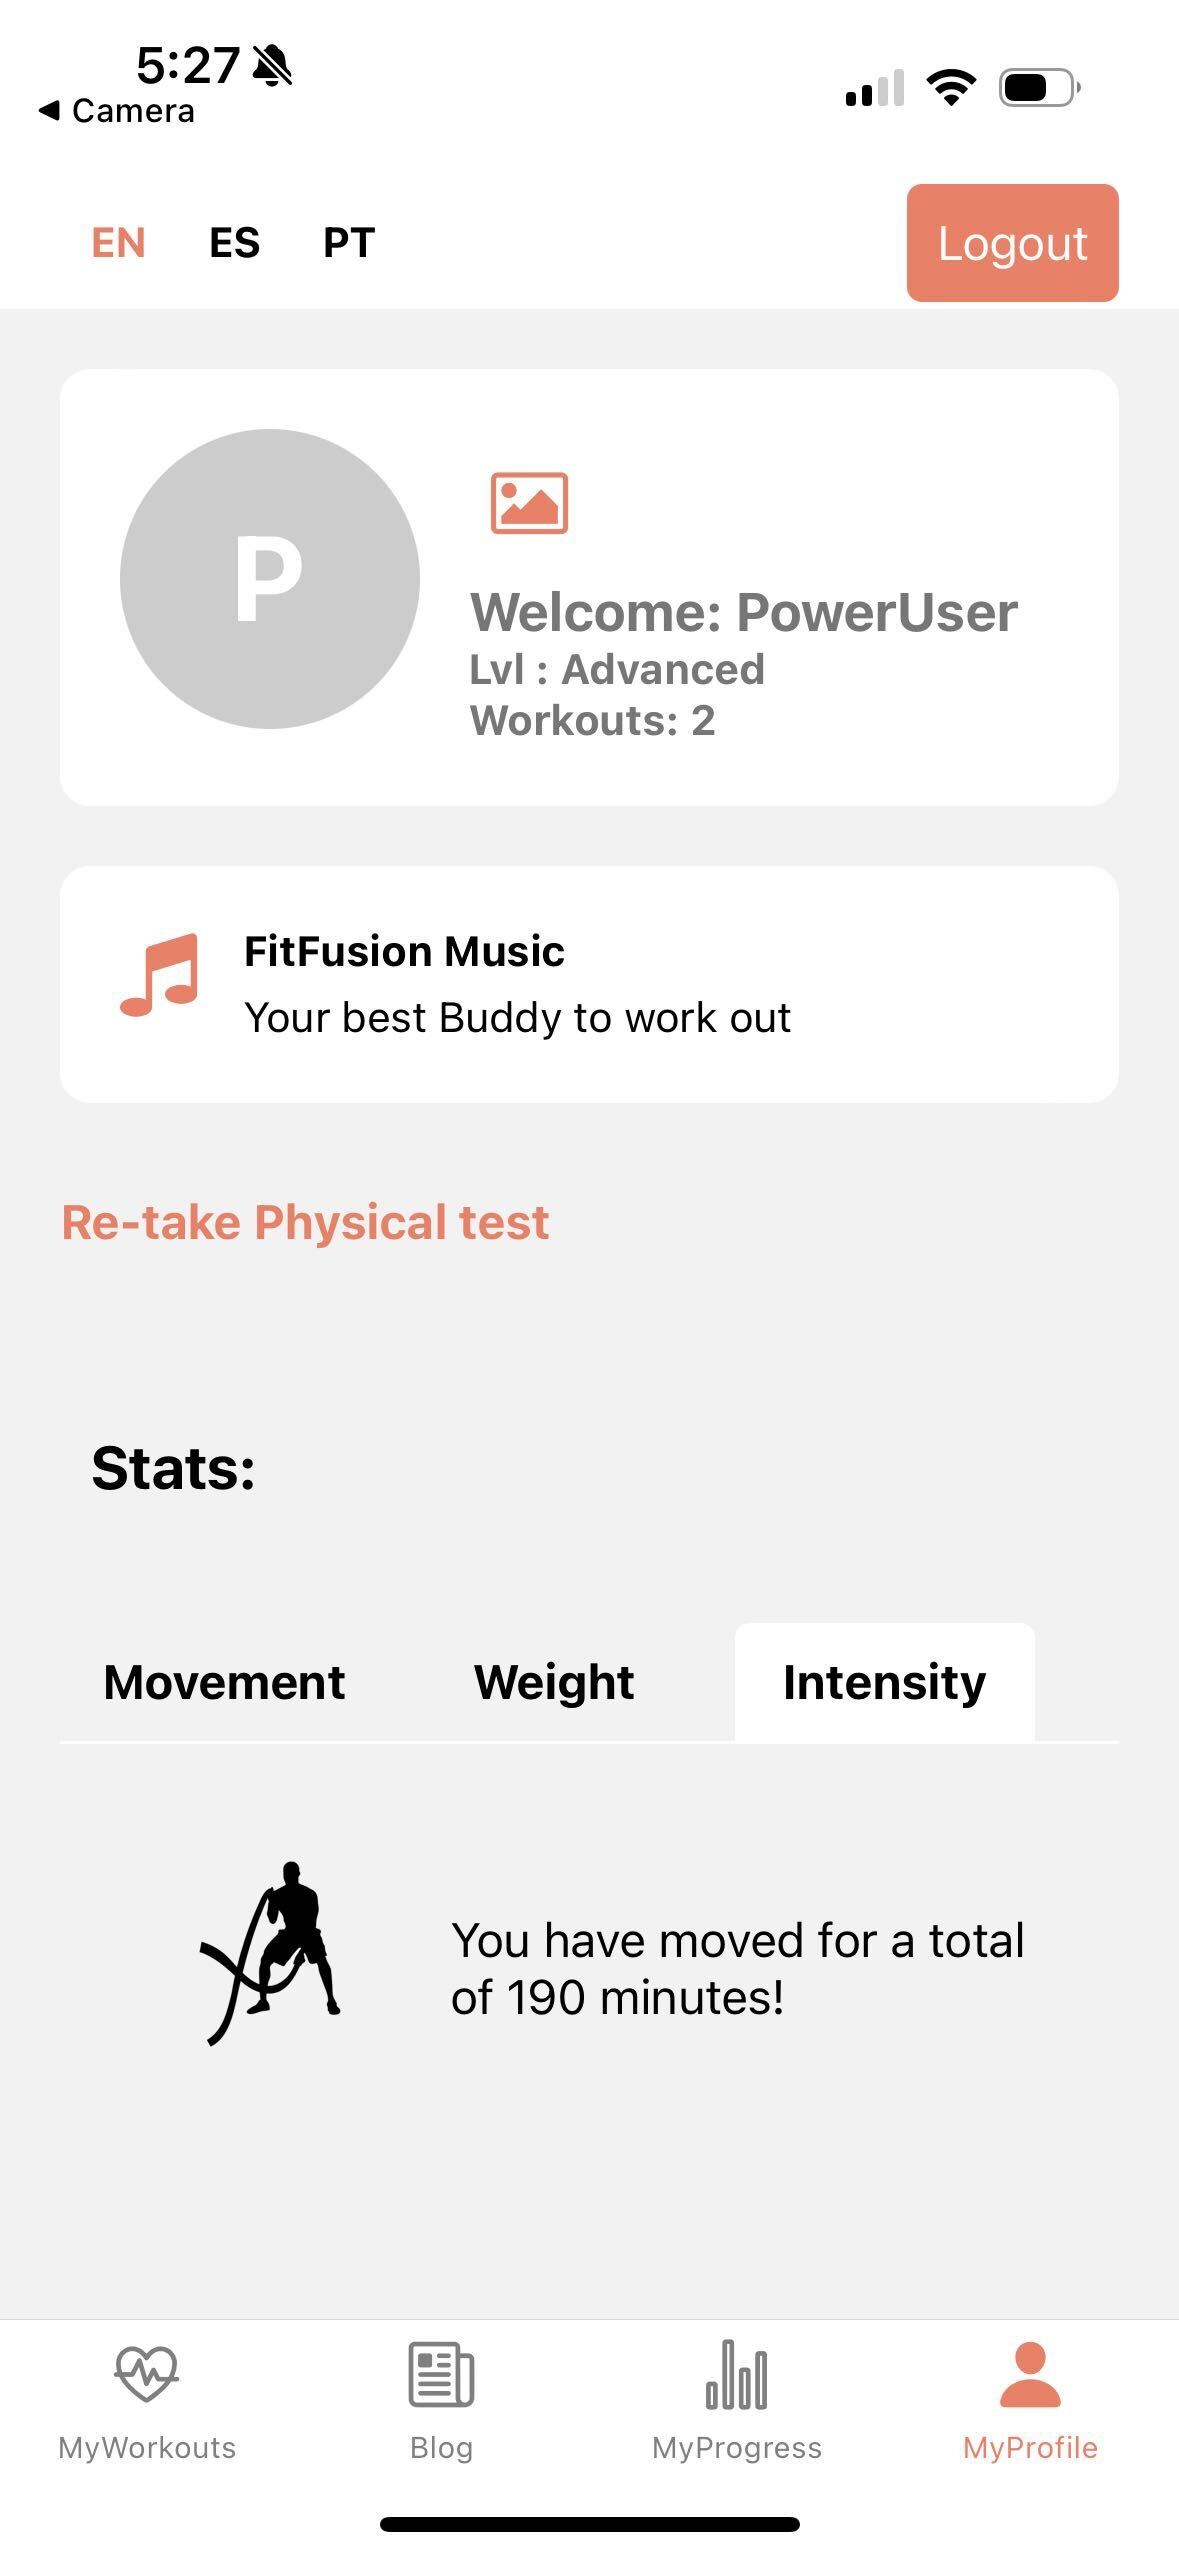 5:27
Camera
EN ES PT Logout
P
Welcome: PowerUser
Lvl : Advanced
Workouts: 2
FitFusion Music
Your best Buddy to work out
Re-take Physical test
Stats:
Movement Weight Intensity
You have moved for a total
of 190 minutes!
MyWorkouts Blog MyProgress MyProfile